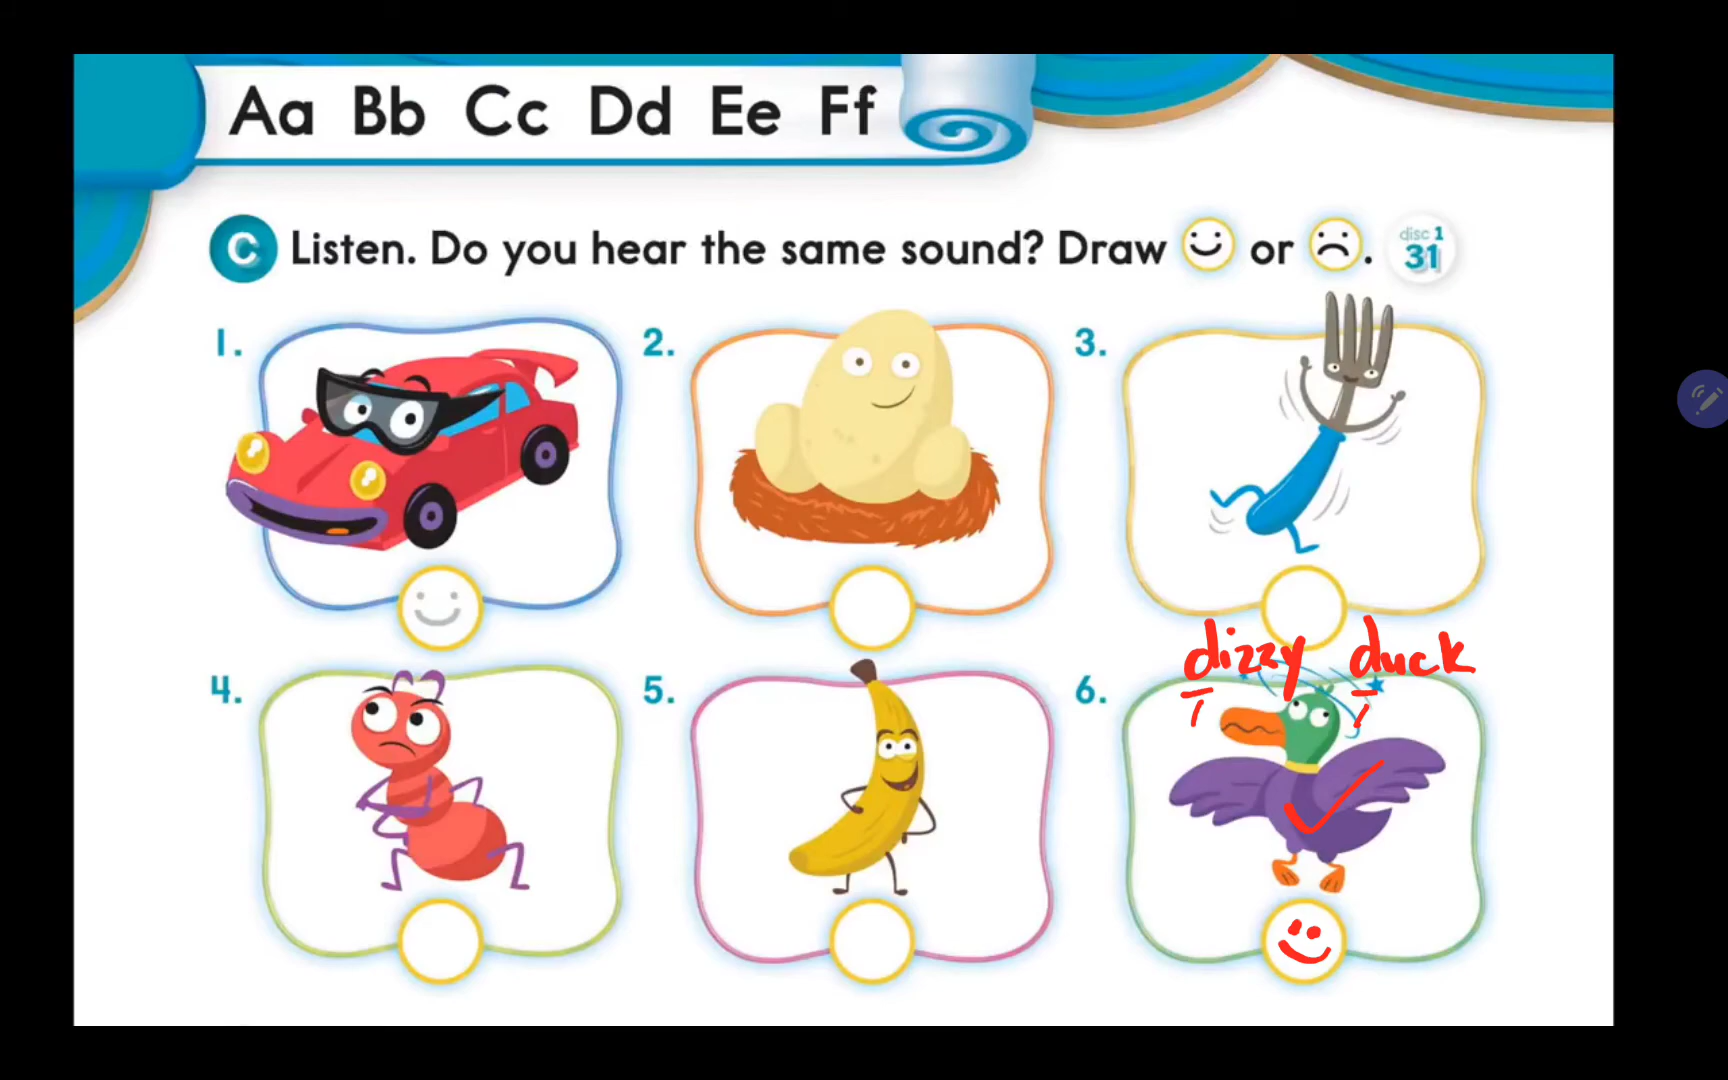 Aa Bb Cc Dd Ee Ff
C Listen. Do you hear the same sound? Draw or . disc 1 31
1. 2. 3.
dizzy duck
4. 5. 6.